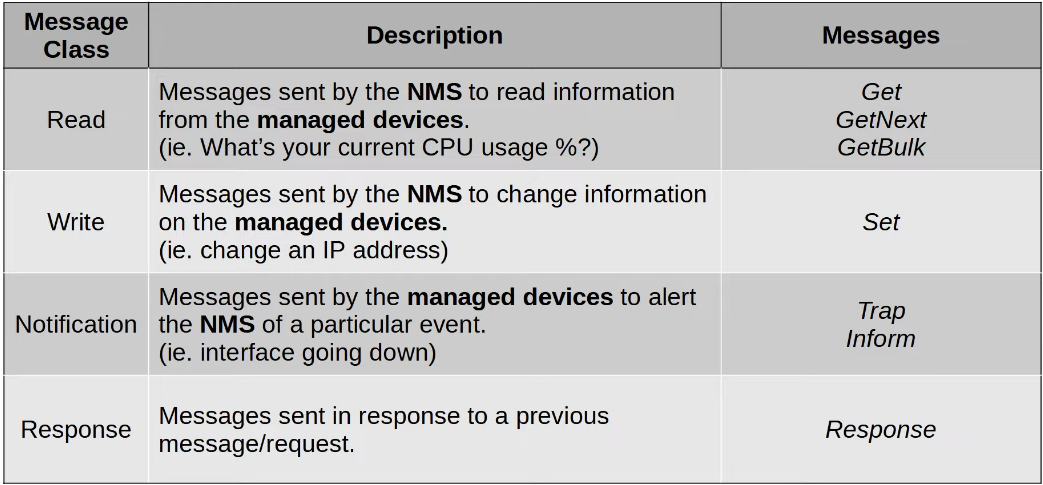 Message Class
Description
Messages
Read
Messages sent by the NMS to read information
from the managed devices.
(ie. What's your current CPU usage %?)
Get
GetNext
GetBulk
Write
Messages sent by the NMS to change information
on the managed devices.
(ie. change an IP address)
Set
Notification
Messages sent by the managed devices to alert
the NMS of a particular event.
(ie. interface going down)
Trap
Inform
Response
Messages sent in response to a previous
message/request.
Response